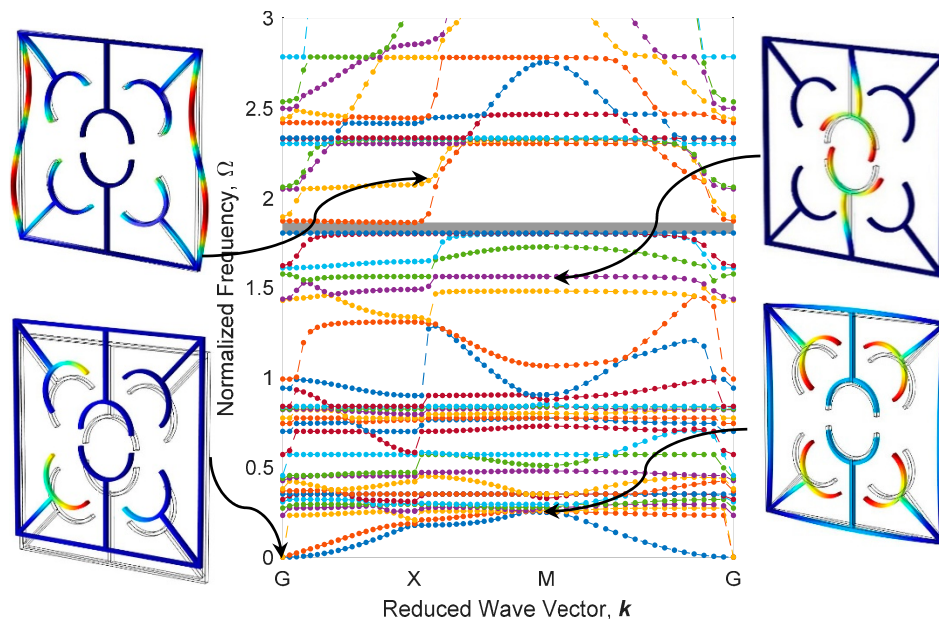 3
2.5
2
1.5
1
0.5
0
Normalized Frequency, Ω
G X M G
Reduced Wave Vector, k